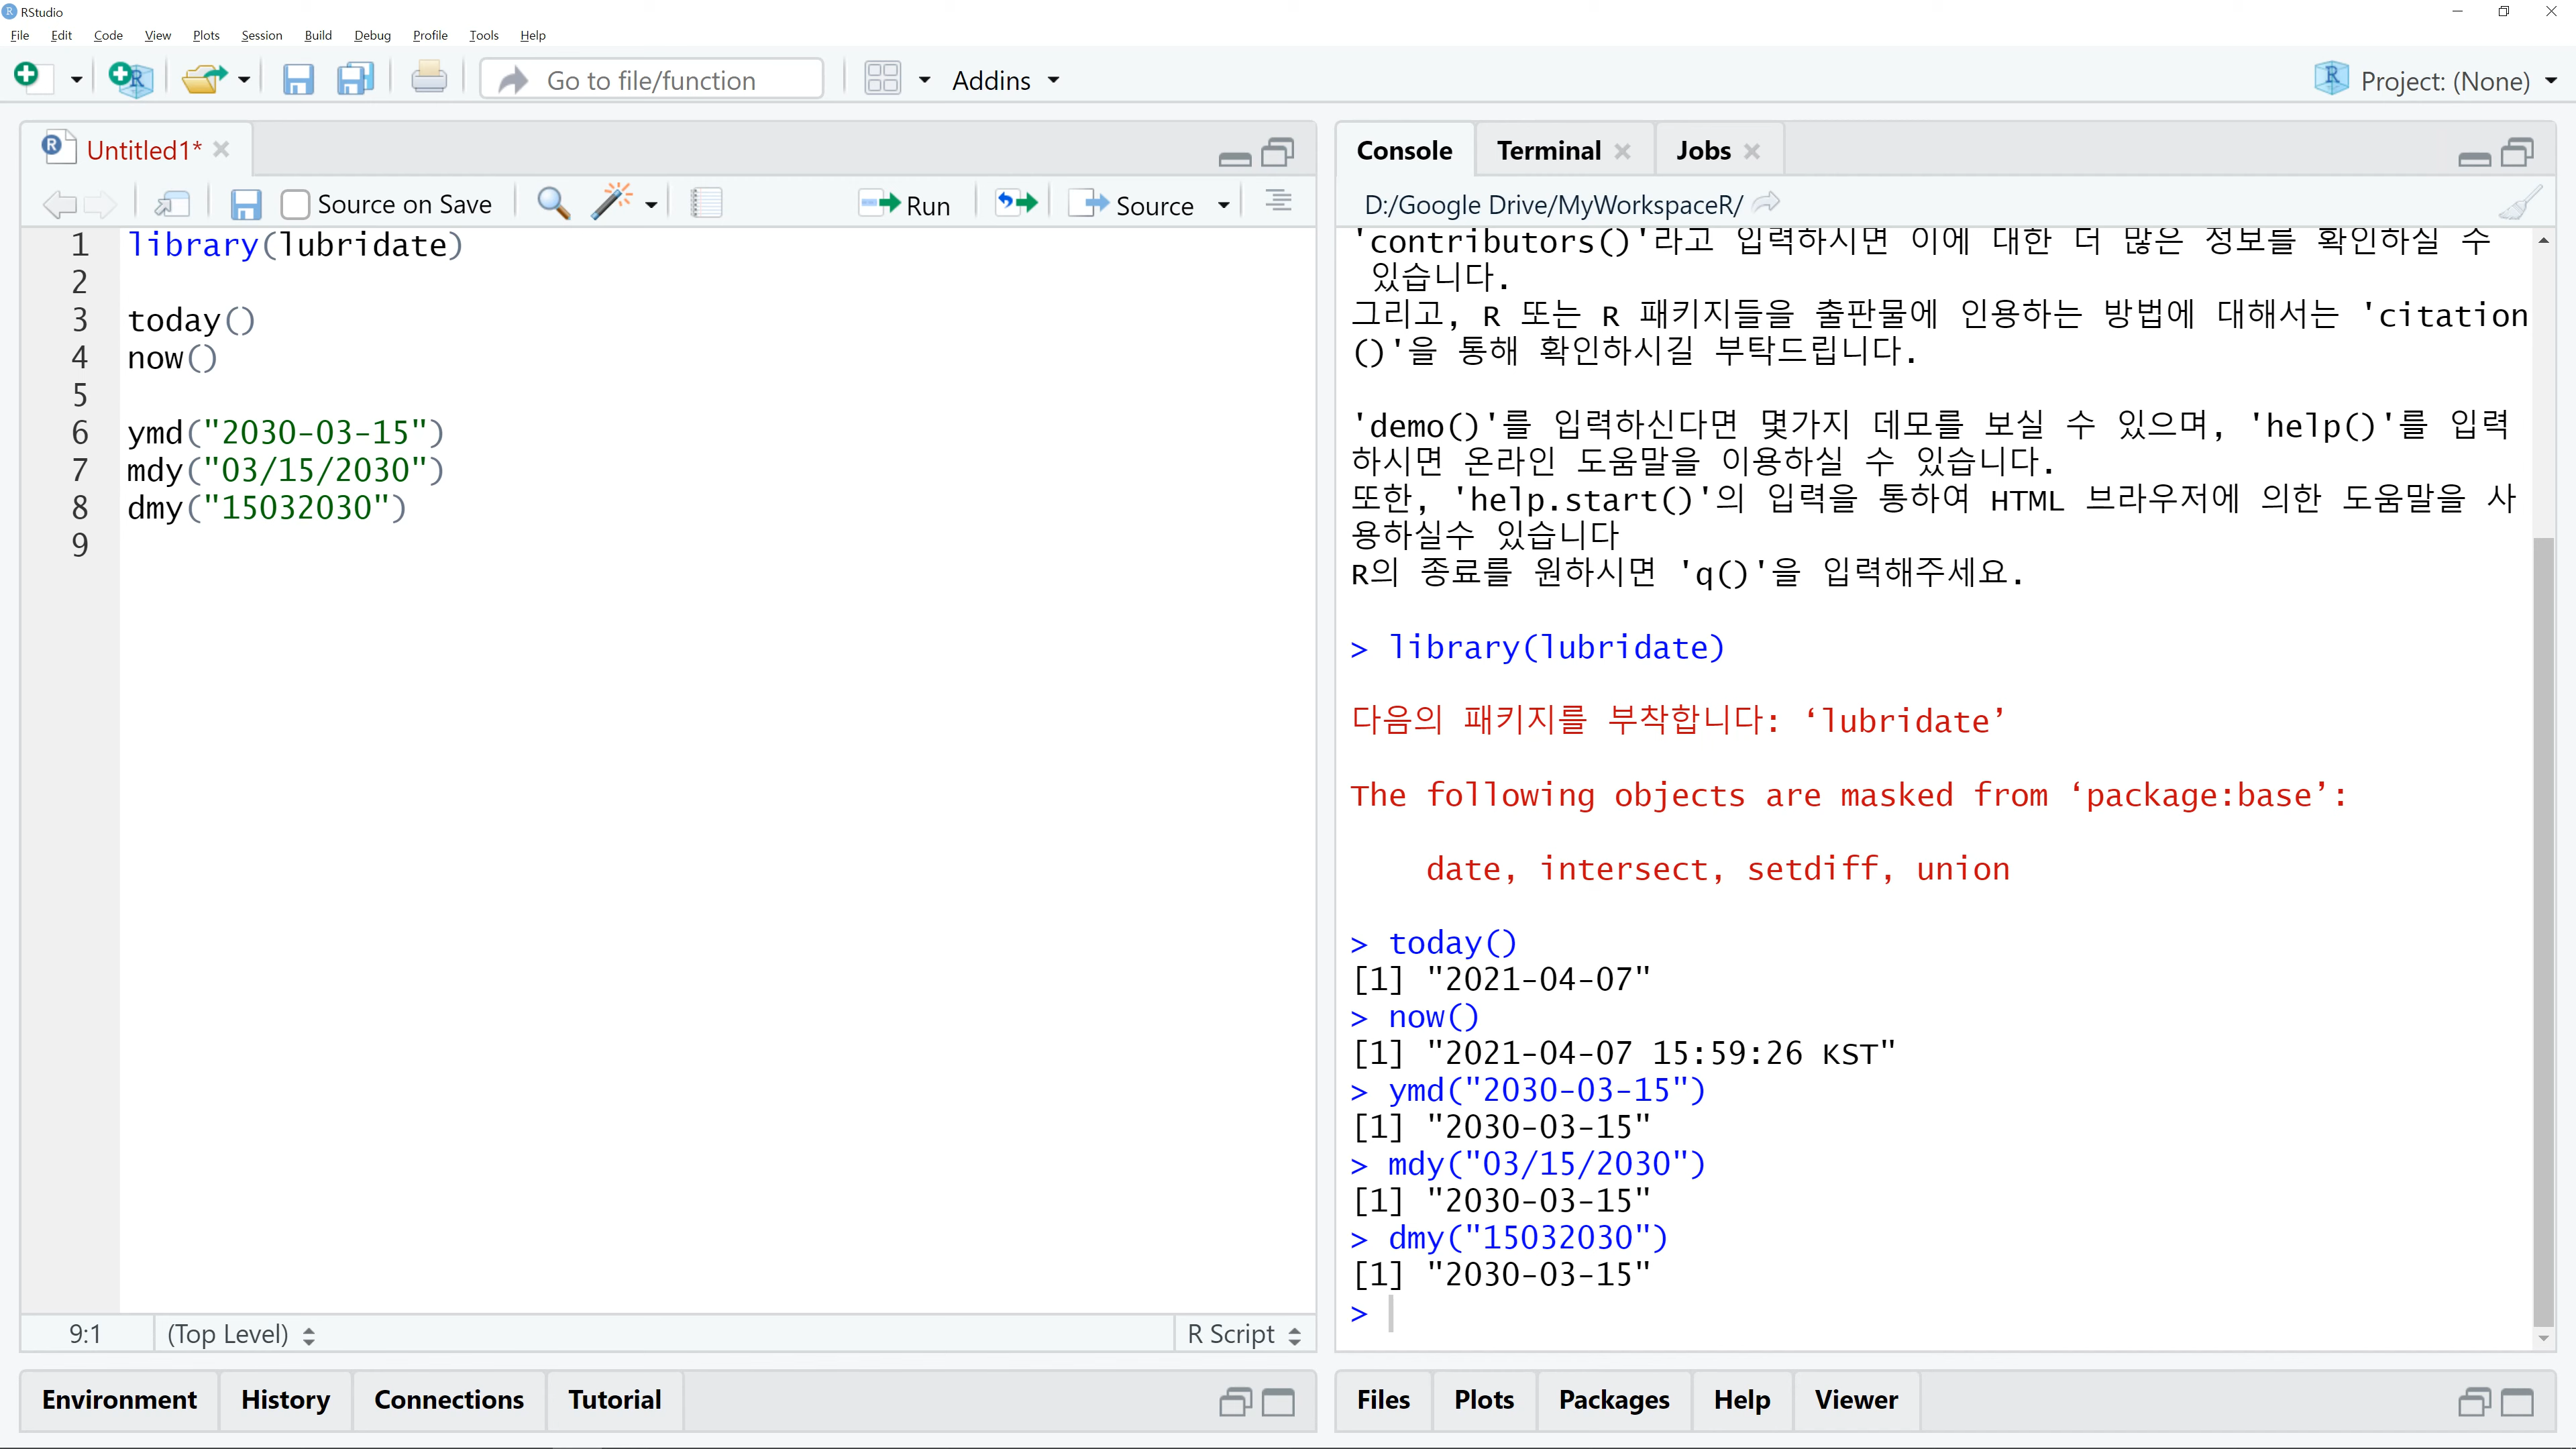 RStudio
File Edit Code View Plots Session Build Debug Profile Tools Help
Go to file/function Addins Project: (None)
Untitled1*
Source on Save Run Source
1 library(lubridate)
2
3 today()
4 now()
5
6 ymd("2030-03-15")
7 mdy("03/15/2030")
8 dmy("15032030")
9
9:1 (Top Level) R Script
Environment History Connections Tutorial
Console Terminal Jobs
D:/Google Drive/MyWorkspaceR/
'contributors()'라고 입력하시면 이에 대한 더 많은 정보를 확인하실 수
있습니다.
그리고, R 또는 R 패키지들을 출판물에 인용하는 방법에 대해서는 'citation
()'을 통해 확인하시길 부탁드립니다.
'demo()'를 입력하신다면 몇가지 데모를 보실 수 있으며, 'help()'를 입력
하시면 온라인 도움말을 이용하실 수 있습니다.
또한, 'help.start()'의 입력을 통하여 HTML 브라우저에 의한 도움말을 사
용하실수 있습니다
R의 종료를 원하시면 'q()'을 입력해주세요.
> library(lubridate)
다음의 패키지를 부착합니다: ‘lubridate’
The following objects are masked from ‘package:base’:
date, intersect, setdiff, union
> today()
[1] "2021-04-07"
> now()
[1] "2021-04-07 15:59:26 KST"
> ymd("2030-03-15")
[1] "2030-03-15"
> mdy("03/15/2030")
[1] "2030-03-15"
> dmy("15032030")
[1] "2030-03-15"
>
Files Plots Packages Help Viewer